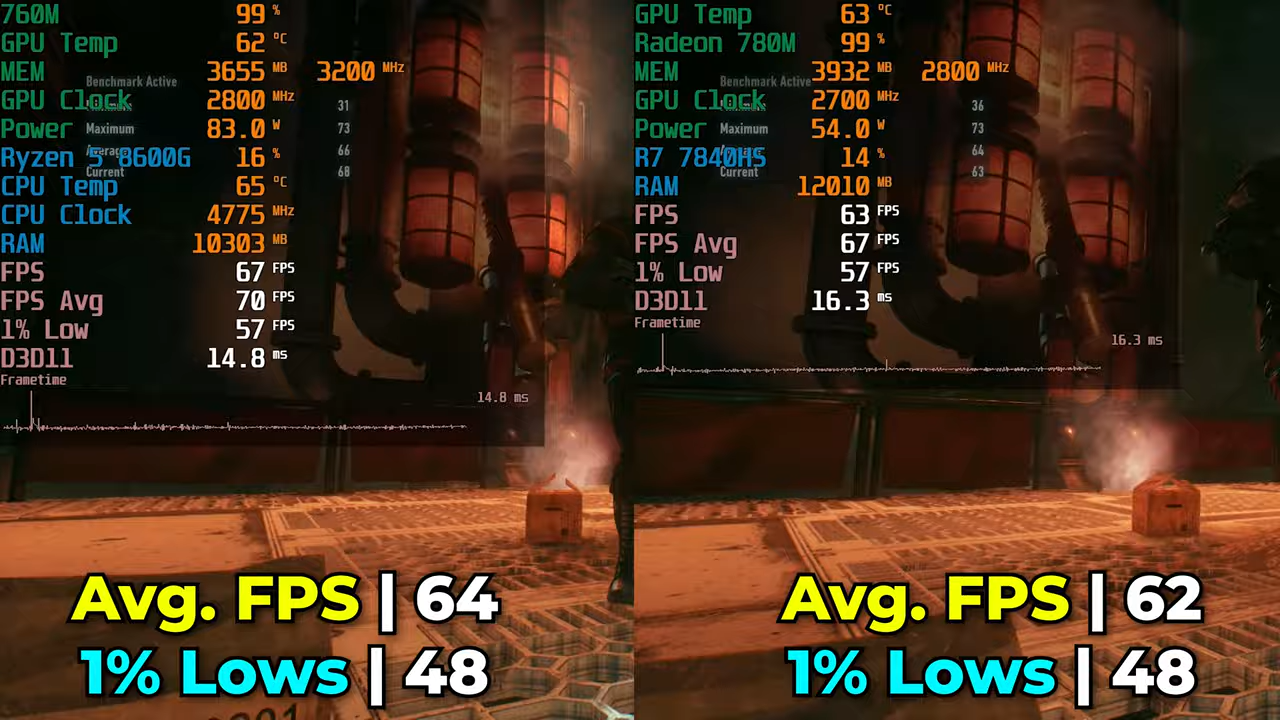 760M 99 %
GPU Temp 62 °C
MEM 3655 MB 3200 MHz
Benchmark Active
GPU Clock 2800 MHz
31
Power 83.0 W
Maximum 73
Ryzen 5 8600G 16 %
Average 66
Current 68
CPU Temp 65 °C
CPU Clock 4775 MHz
RAM 10303 MB
FPS 67 FPS
FPS Avg 70 FPS
1% Low 57 FPS
D3D11 14.8 ms
Frametime
14.8 ms
Avg. FPS | 64
1% Lows | 48
GPU Temp 63 °C
Radeon 780M 99 %
MEM 3932 MB 2800 MHz
Benchmark Active
GPU Clock 2700 MHz
36
Power 54.0 W
Maximum 73
R7 7840HS 14 %
64
Current 63
RAM 12010 MB
FPS 63 FPS
FPS Avg 67 FPS
1% Low 57 FPS
D3D11 16.3 ms
Frametime
16.3 ms
Avg. FPS | 62
1% Lows | 48